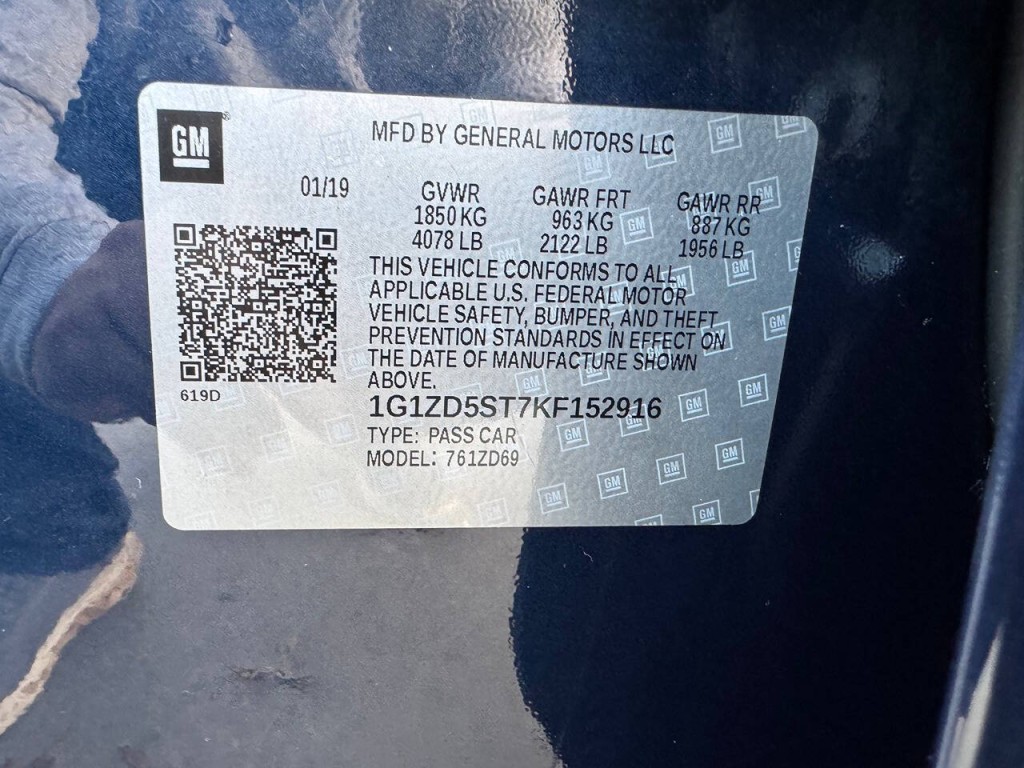 GM
MFD BY GENERAL MOTORS LLC
01/19
GVWR GAWR FRT GAWR RR
1850 KG 963 KG 887 KG
4078 LB 2122 LB 1956 LB
THIS VEHICLE CONFORMS TO ALL
APPLICABLE U.S. FEDERAL MOTOR
VEHICLE SAFETY, BUMPER, AND THEFT
PREVENTION STANDARDS IN EFFECT ON
THE DATE OF MANUFACTURE SHOWN
ABOVE.
619D
1G1ZD5ST7KF152916
TYPE: PASS CAR
MODEL: 761ZD69